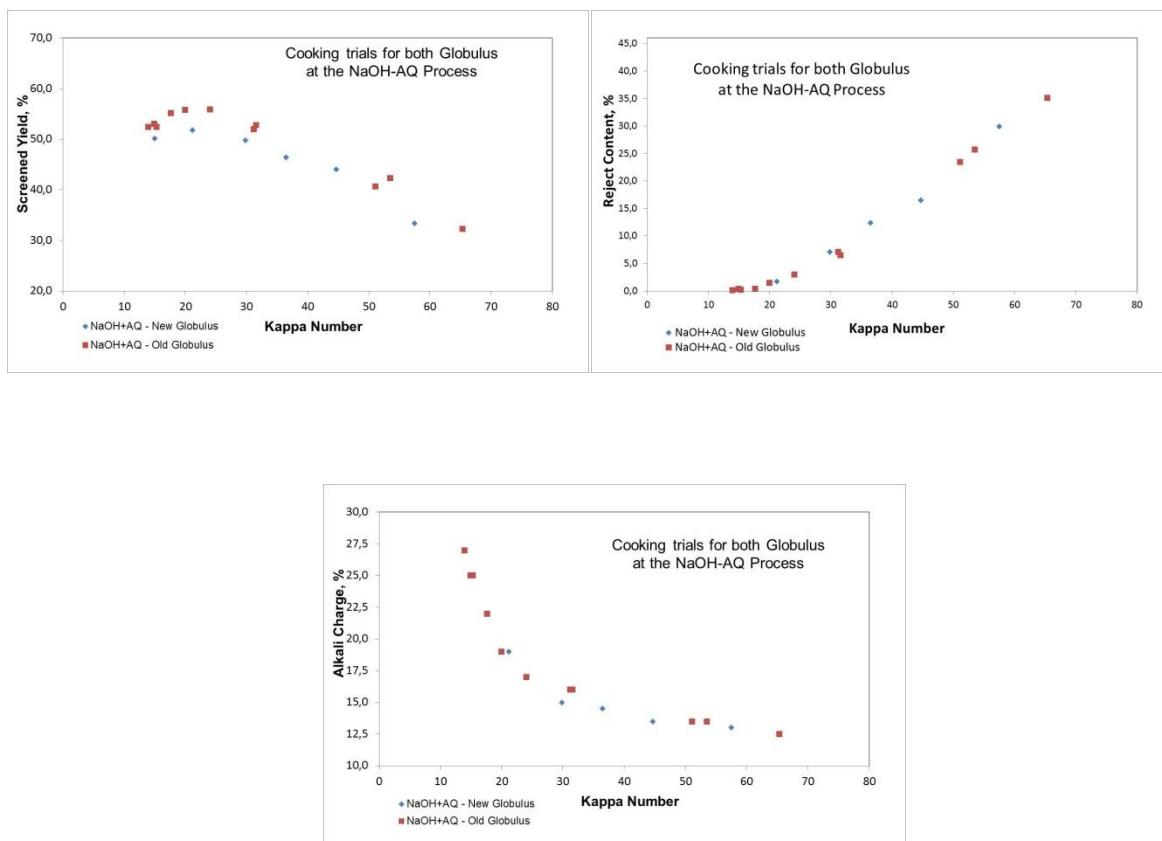 70,0
60,0
50,0
40,0
30,0
20,0
Screened Yield, %
Cooking trials for both Globulus
at the NaOH-AQ Process
0 10 20 30 40 50 60 70 80
Kappa Number
NaOH+AQ - New Globulus
NaOH+AQ - Old Globulus
45,0
40,0
35,0
30,0
25,0
20,0
15,0
10,0
5,0
0,0
Reject Content, %
Cooking trials for both Globulus
at the NaOH-AQ Process
0 10 20 30 40 50 60 70 80
Kappa Number
NaOH+AQ - New Globulus
NaOH+AQ - Old Globulus
30,0
27,5
25,0
22,5
20,0
17,5
15,0
12,5
10,0
Alkali Charge, %
Cooking trials for both Globulus
at the NaOH-AQ Process
0 10 20 30 40 50 60 70 80
Kappa Number
NaOH+AQ - New Globulus
NaOH+AQ - Old Globulus